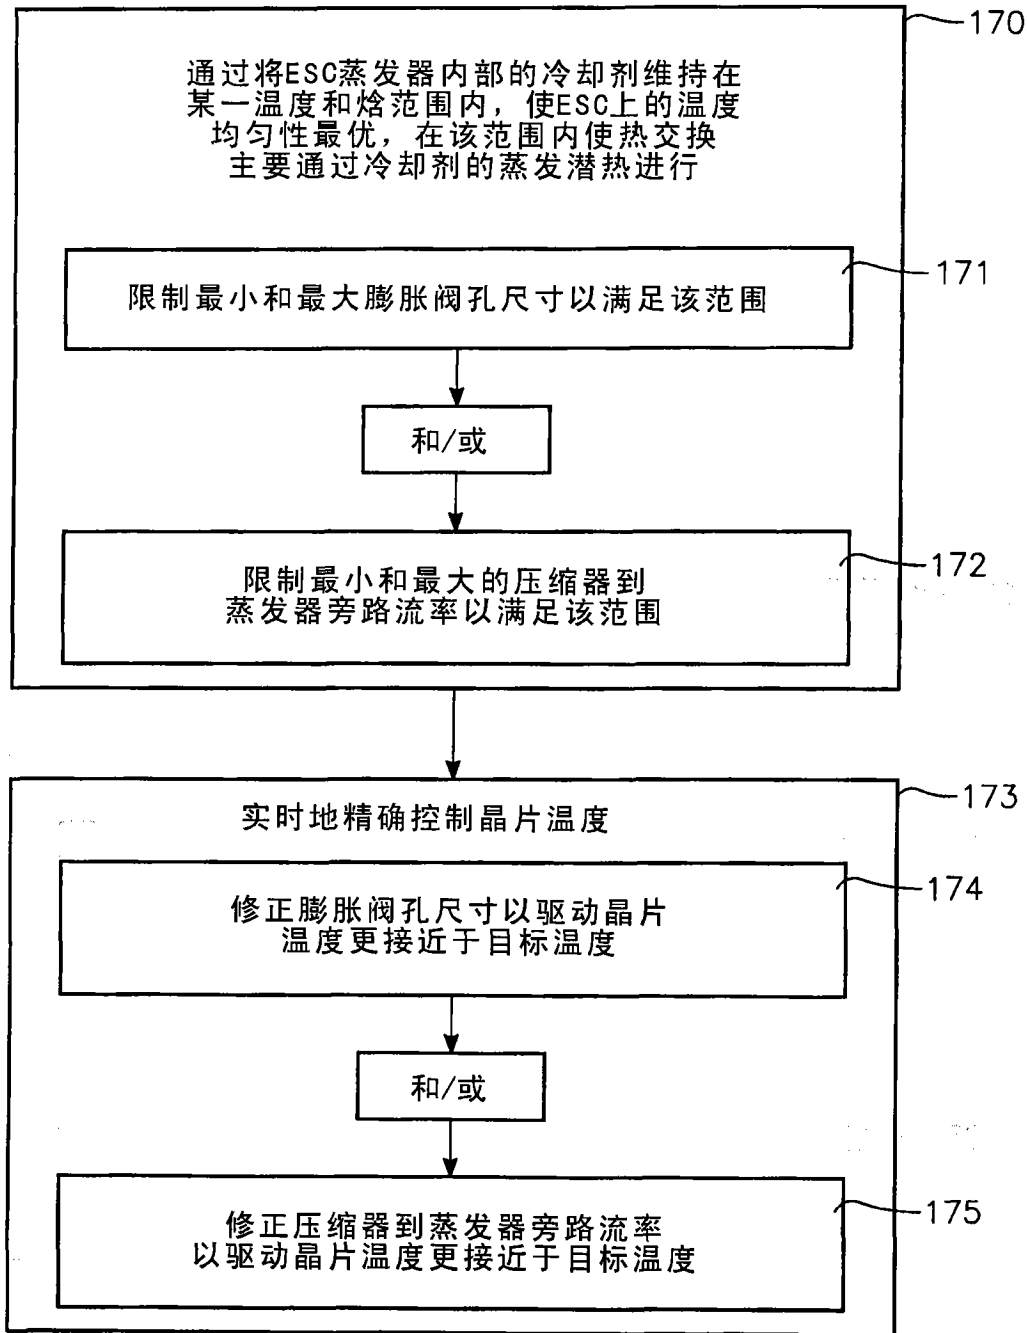 170
通过将ESC蒸发器内部的冷却剂维持在
某一温度和焓范围内，使ESC上的温度
均匀性最优，在该范围内使热交换
主要通过冷却剂的蒸发潜热进行
171
限制最小和最大膨胀阀孔尺寸以满足该范围
和/或
172
限制最小和最大的压缩器到
蒸发器旁路流率以满足该范围
173
实时地精确控制晶片温度
174
修正膨胀阀孔尺寸以驱动晶片
温度更接近于目标温度
和/或
175
修正压缩器到蒸发器旁路流率
以驱动晶片温度更接近于目标温度